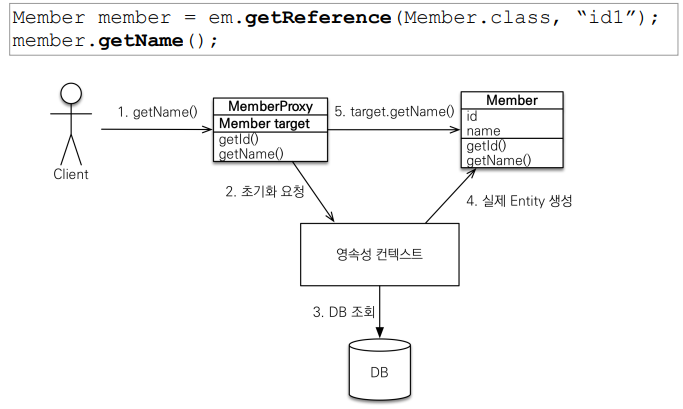 Member member = em.getReference(Member.class, “id1”);
member.getName();
1. getName()
MemberProxy
Member target
getId()
getName()
5. target.getName()
Member
id
name
getId()
getName()
Client
2. 초기화 요청
4. 실제 Entity 생성
영속성 컨텍스트
3. DB 조회
DB